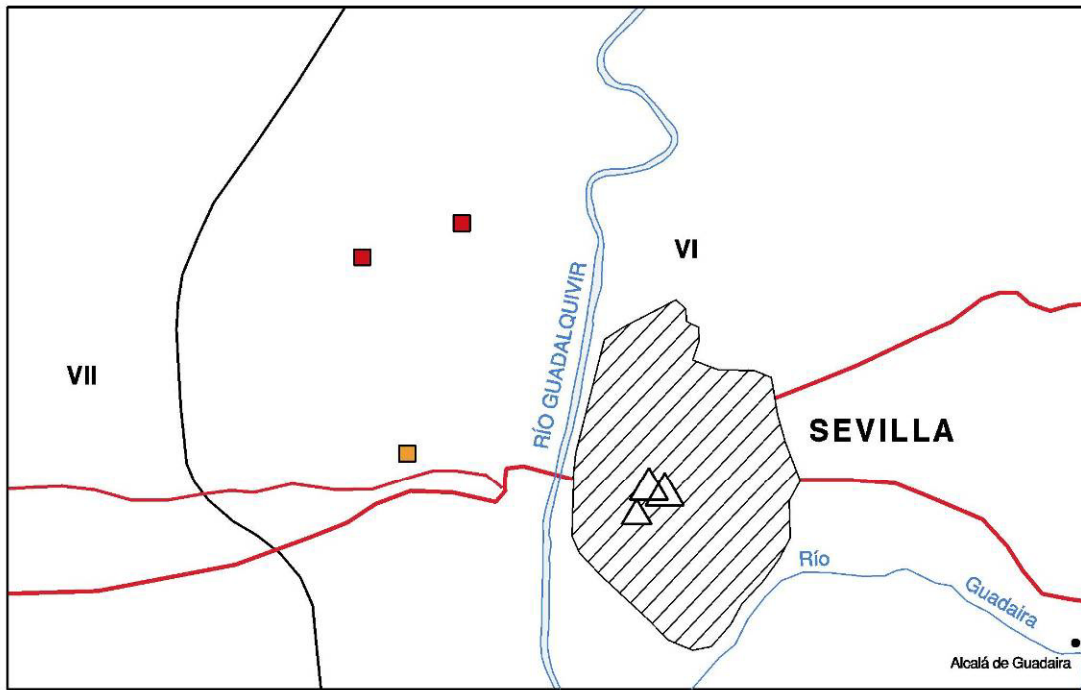 VI
RÍO GUADALQUIVIR
VII
SEVILLA
Río
Guadaira
Alcalá de Guadaira